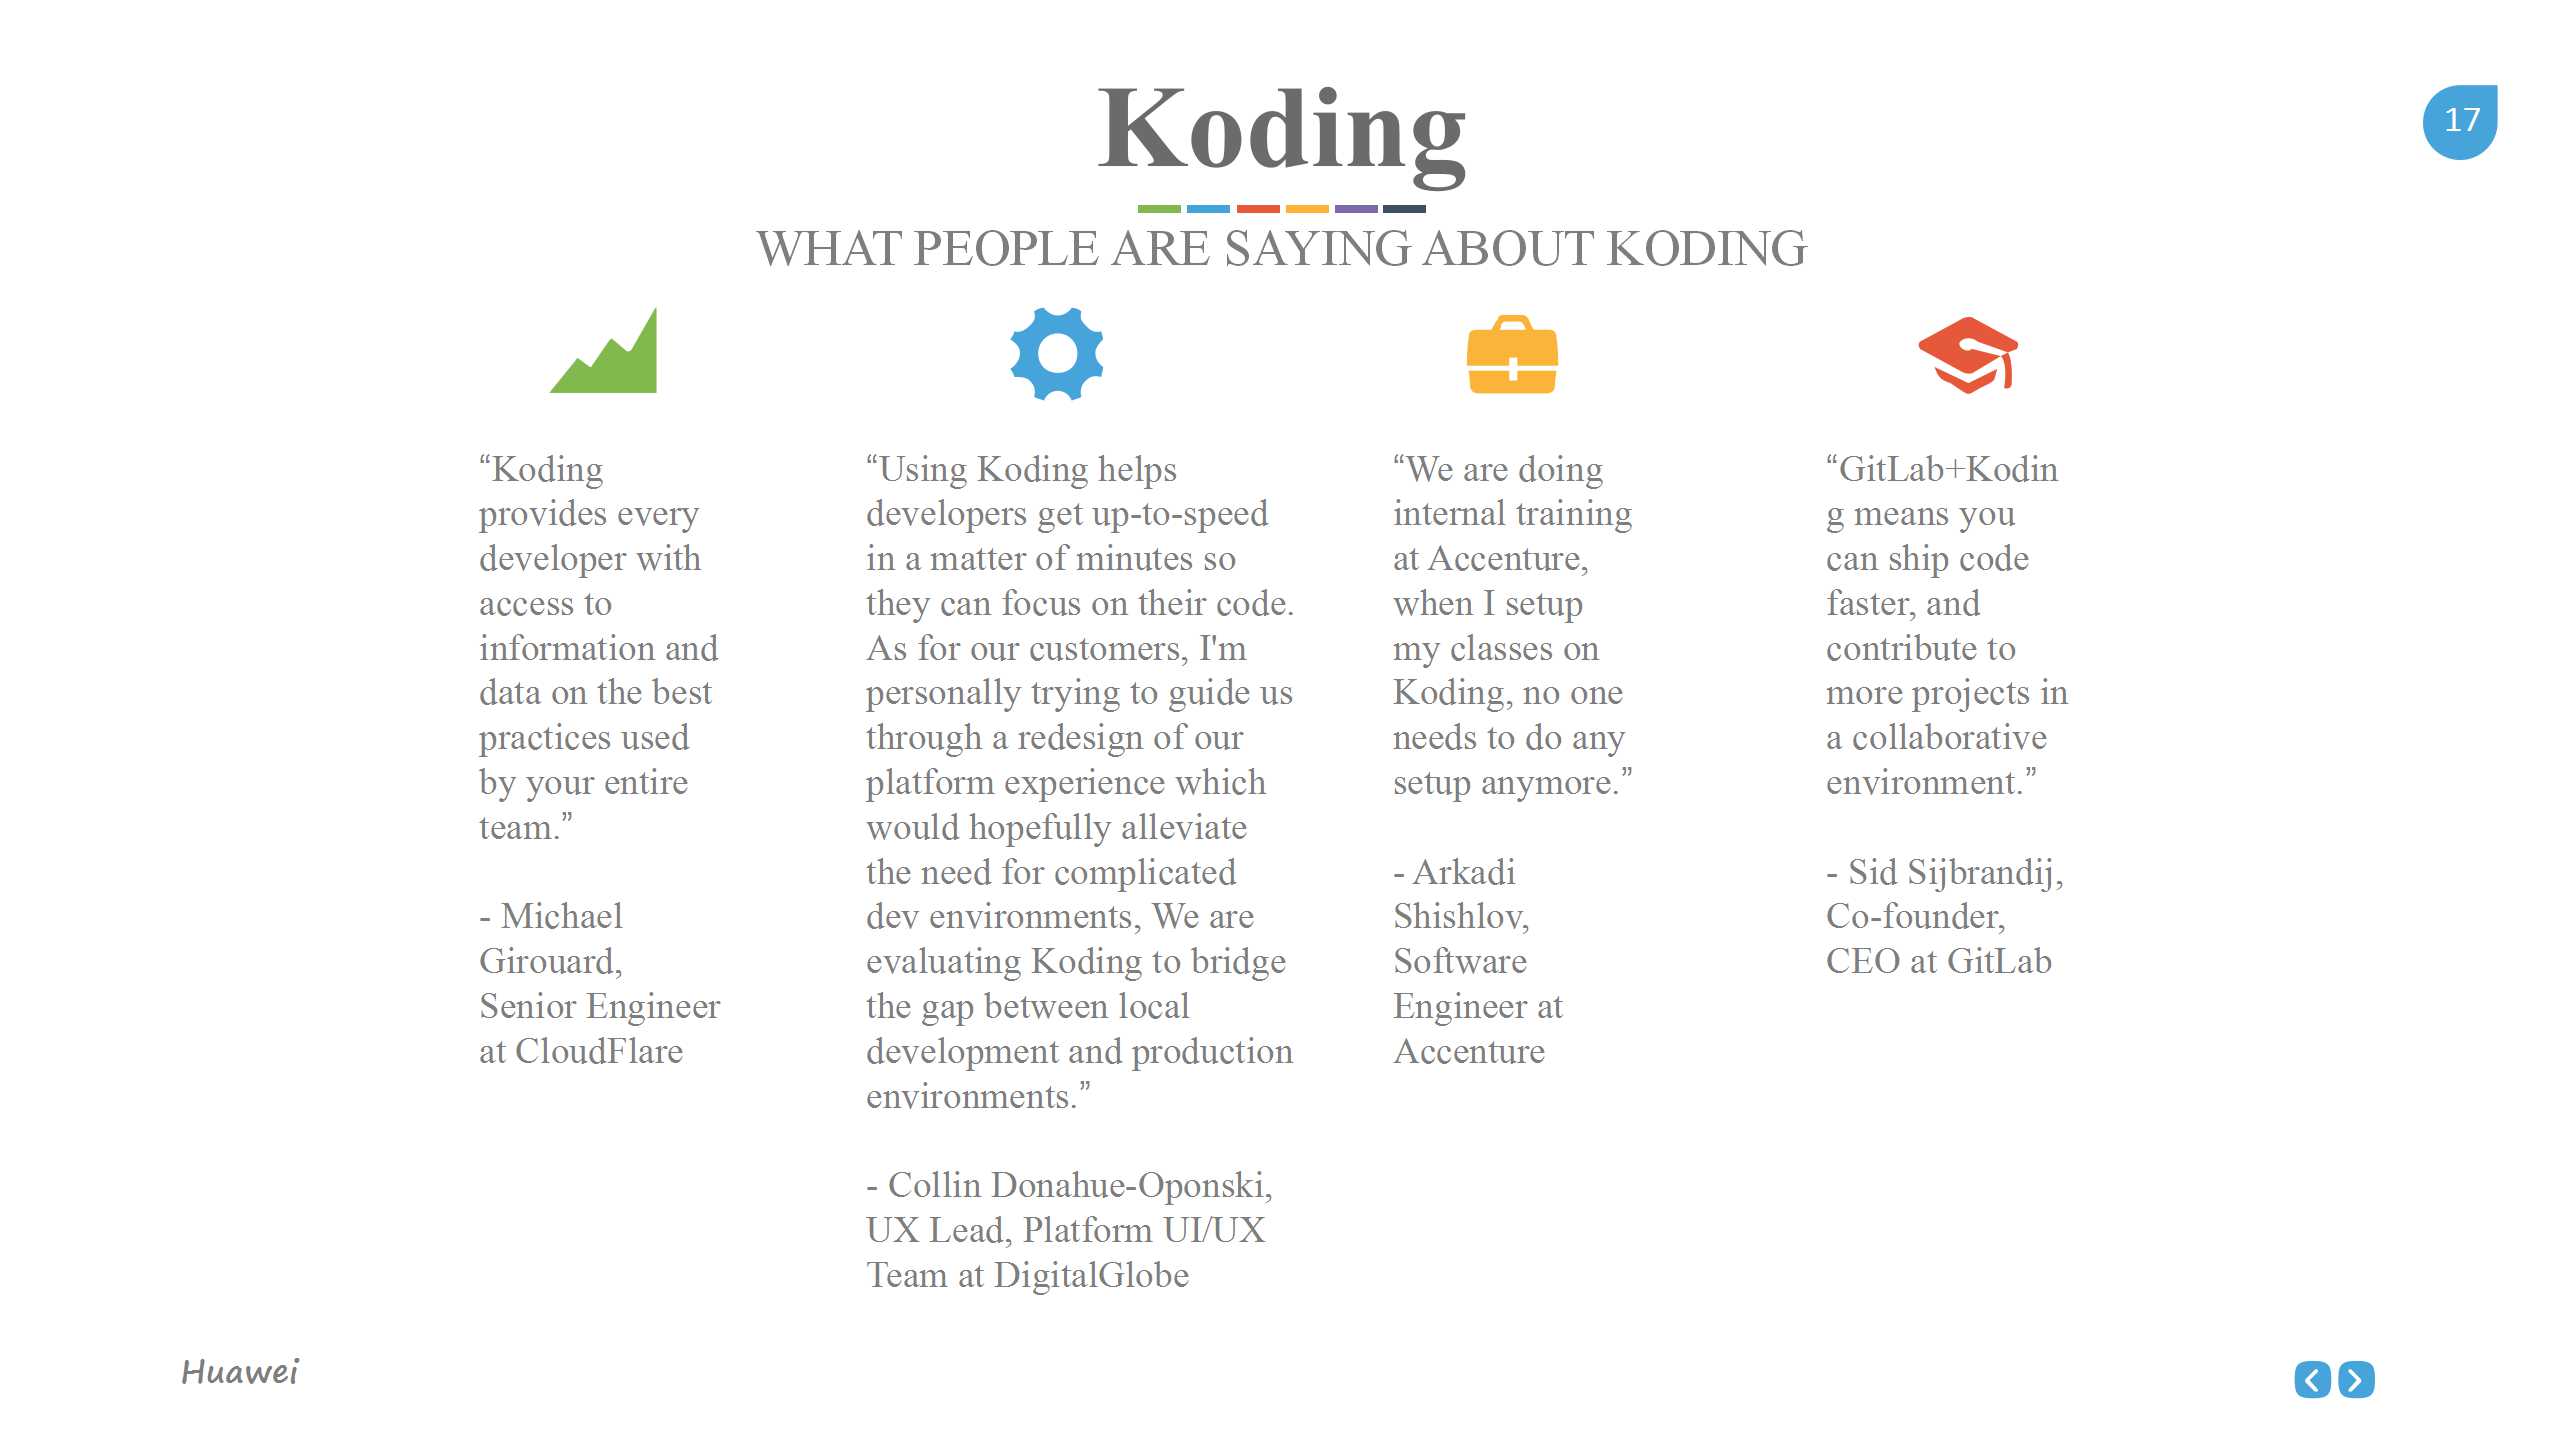 Koding
17
WHAT PEOPLE ARE SAYING ABOUT KODING
“Koding
provides every
developer with
access to
information and
data on the best
practices used
by your entire
team.”
- Michael
Girouard,
Senior Engineer
at CloudFlare
“Using Koding helps
developers get up-to-speed
in a matter of minutes so
they can focus on their code.
As for our customers, I'm
personally trying to guide us
through a redesign of our
platform experience which
would hopefully alleviate
the need for complicated
dev environments, We are
evaluating Koding to bridge
the gap between local
development and production
environments.”
- Collin Donahue-Oponski,
UX Lead, Platform UI/UX
Team at DigitalGlobe
“We are doing
internal training
at Accenture,
when I setup
my classes on
Koding, no one
needs to do any
setup anymore.”
- Arkadi
Shishlov,
Software
Engineer at
Accenture
“GitLab+Kodin
g means you
can ship code
faster, and
contribute to
more projects in
a collaborative
environment.”
- Sid Sijbrandij,
Co-founder,
CEO at GitLab
Huawei